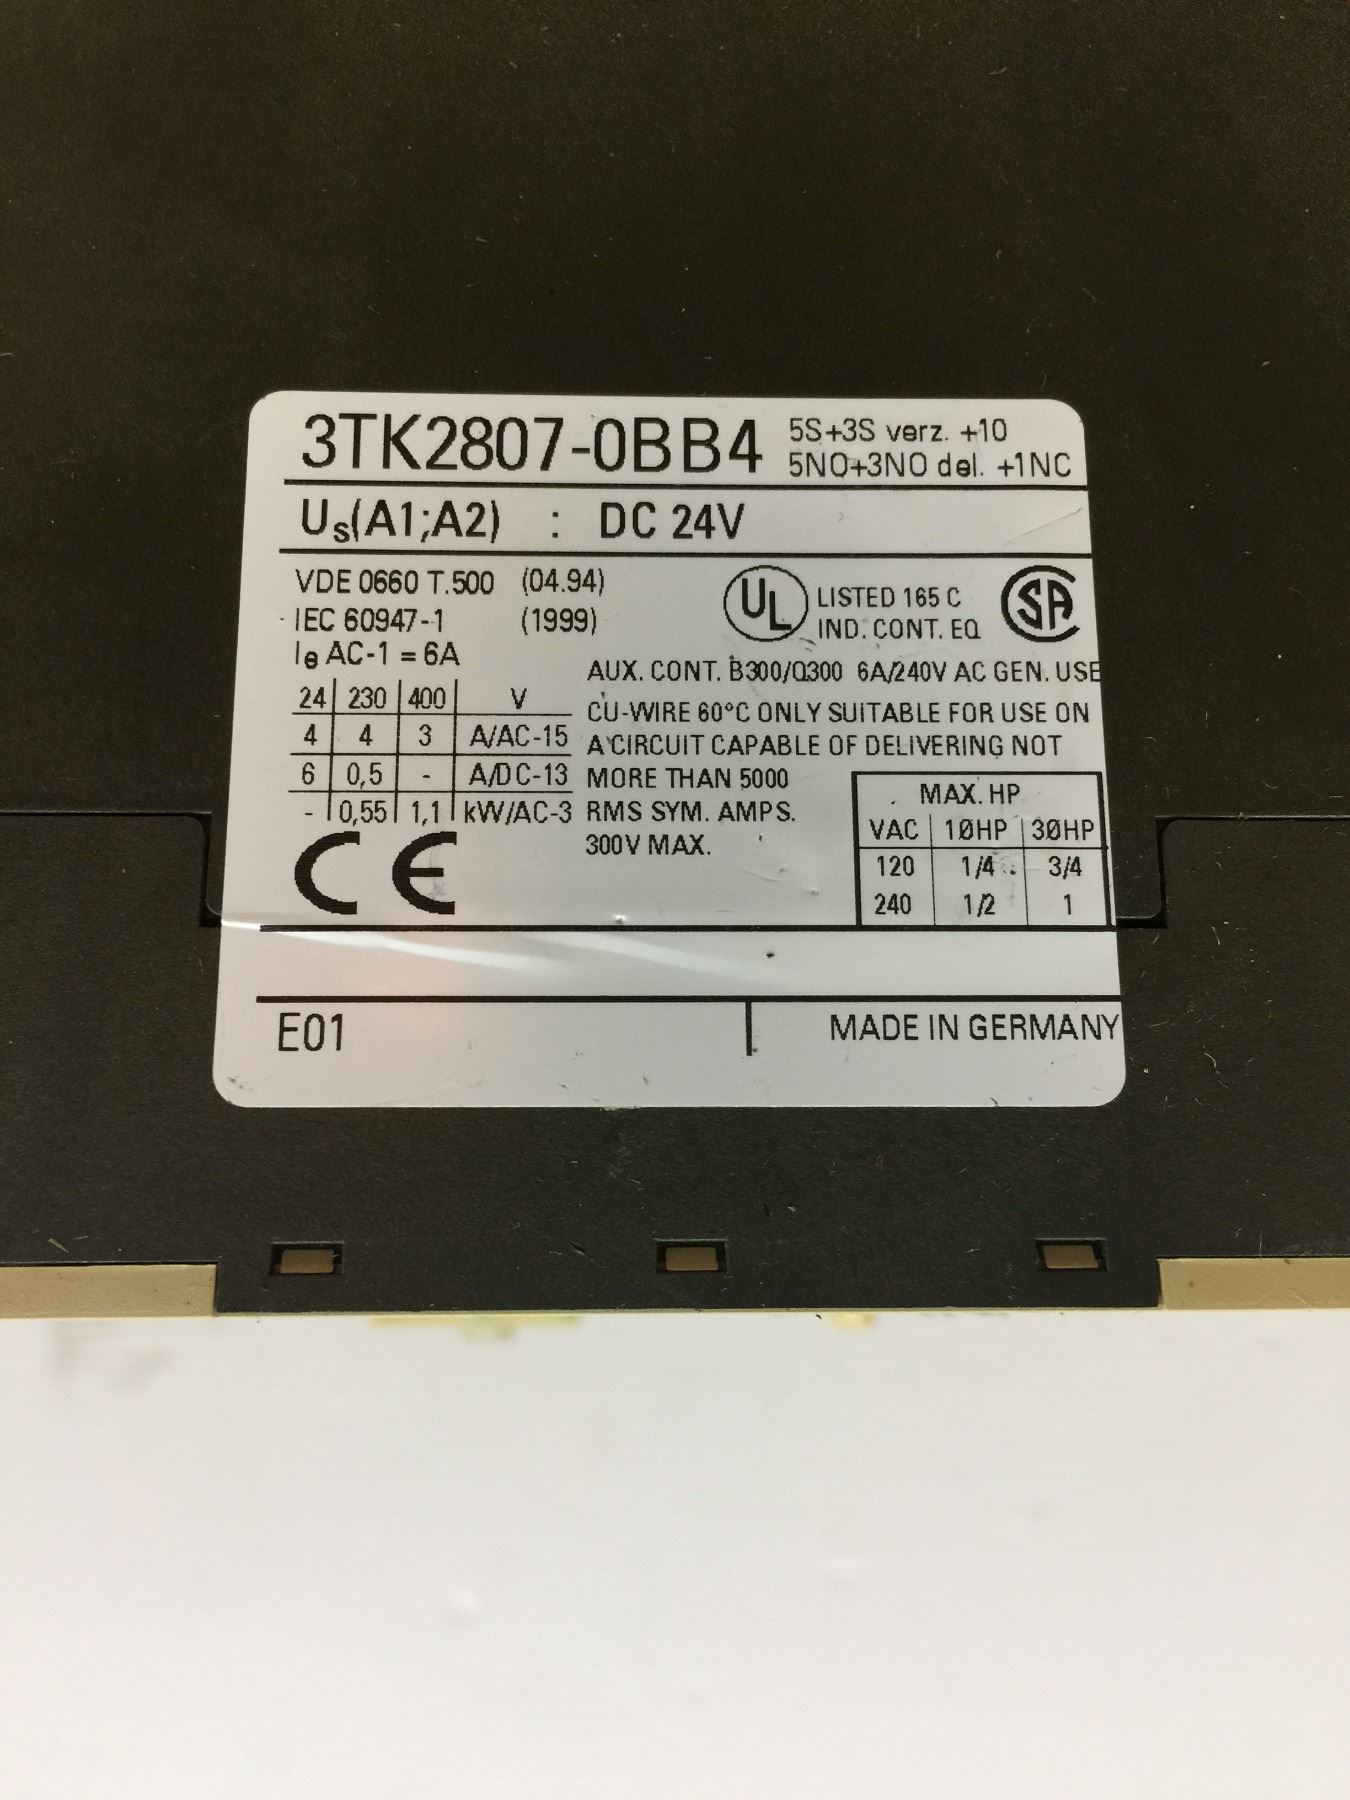 3TK2807-0BB4
5S+3S verz. +1Ö
5NO+3NO del. +1NC
Us(A1;A2) : DC 24V
VDE 0660 T.500 (04.94)
IEC 60947-1 (1999)
Ie AC-1 = 6A
24 230 400 V
4 4 3 A/AC-15
6 0,5 - A/DC-13
- 0,55 1,1 kW/AC-3
CE
UL LISTED 165 C
IND. CONT. EQ
SA
AUX. CONT. B300/Q300 6A/240V AC GEN. USE
CU-WIRE 60°C ONLY SUITABLE FOR USE ON
A CIRCUIT CAPABLE OF DELIVERING NOT
MORE THAN 5000
RMS SYM. AMPS.
300V MAX.
MAX. HP
VAC 1ØHP 3ØHP
120 1/4 3/4
240 1/2 1
E01
MADE IN GERMANY